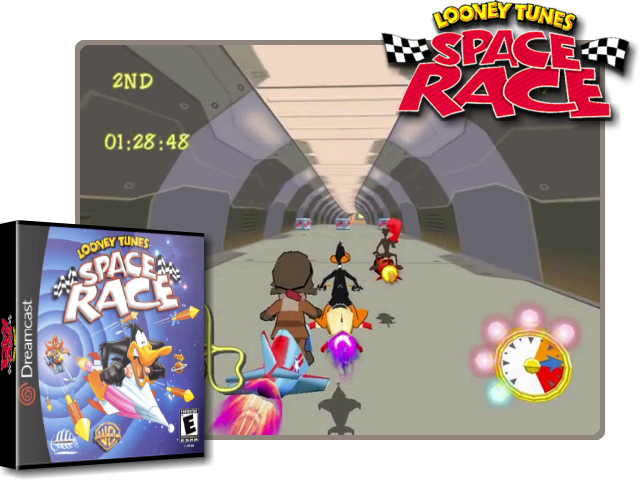 LOONEY TUNES
SPACE
RACE
2ND
01:28:48
LOONEY TUNES
SPACE
RACE
Dreamcast
E